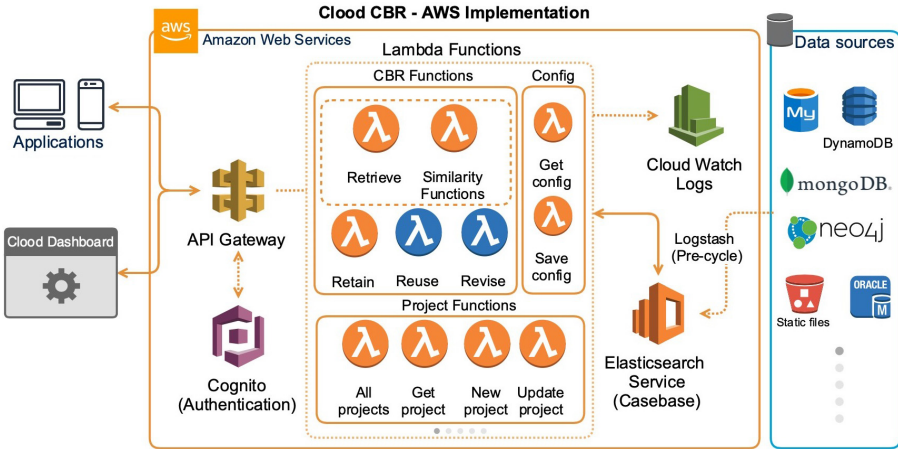 Clood CBR - AWS Implementation
aws
Amazon Web Services
Data sources
Lambda Functions
CBR Functions
Config
Applications
Retrieve
Similarity
Functions
Get
config
Cloud Watch
Logs
My
DynamoDB
mongoDB®
neo4j
API Gateway
Clood Dashboard
Retain
Reuse
Revise
Save
config
Logstash
(Pre-cycle)
Static files
ORACLE
M
Project Functions
Cognito
(Authentication)
All
projects
Get
project
New
project
Update
project
Elasticsearch
Service
(Casebase)